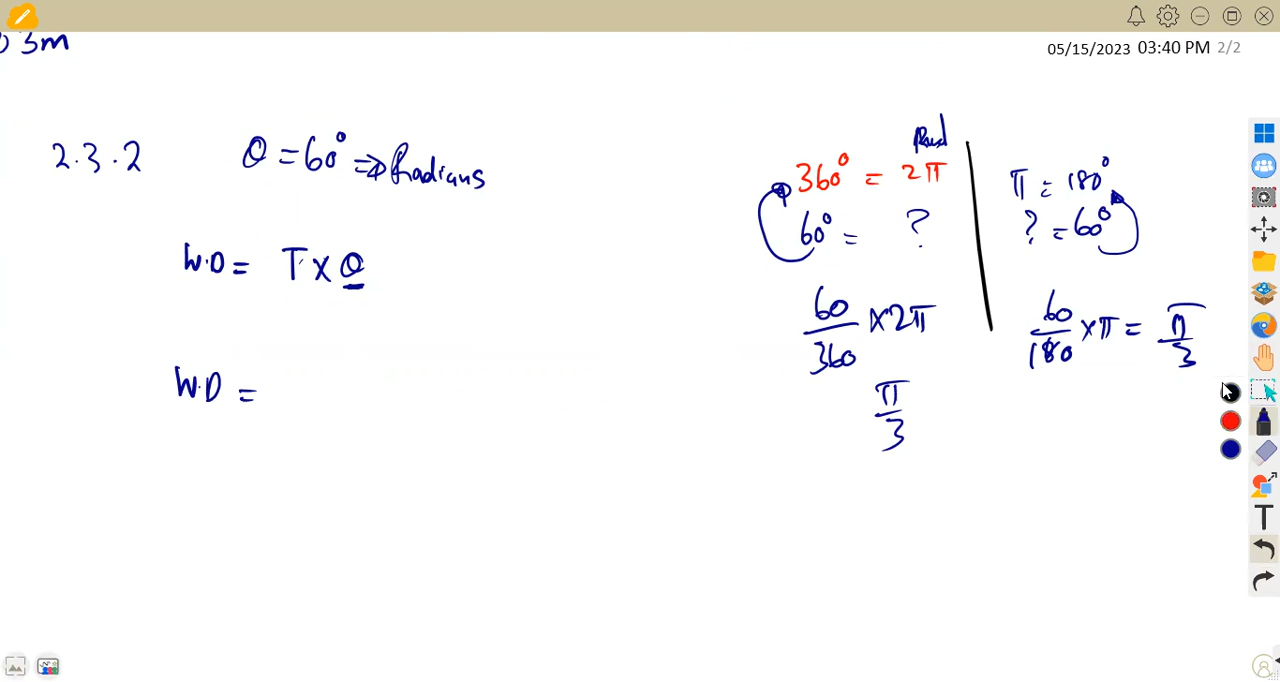 05/15/2023 03:40 PM 2/2
3m
2.3.2 θ = 60° ⇒ Radians
W.D = T × θ
W.D =
Rad
360° = 2π
60° = ?
60/360 × 2π
π/3
π = 180°
? = 60°
60/180 × π = π/3
T